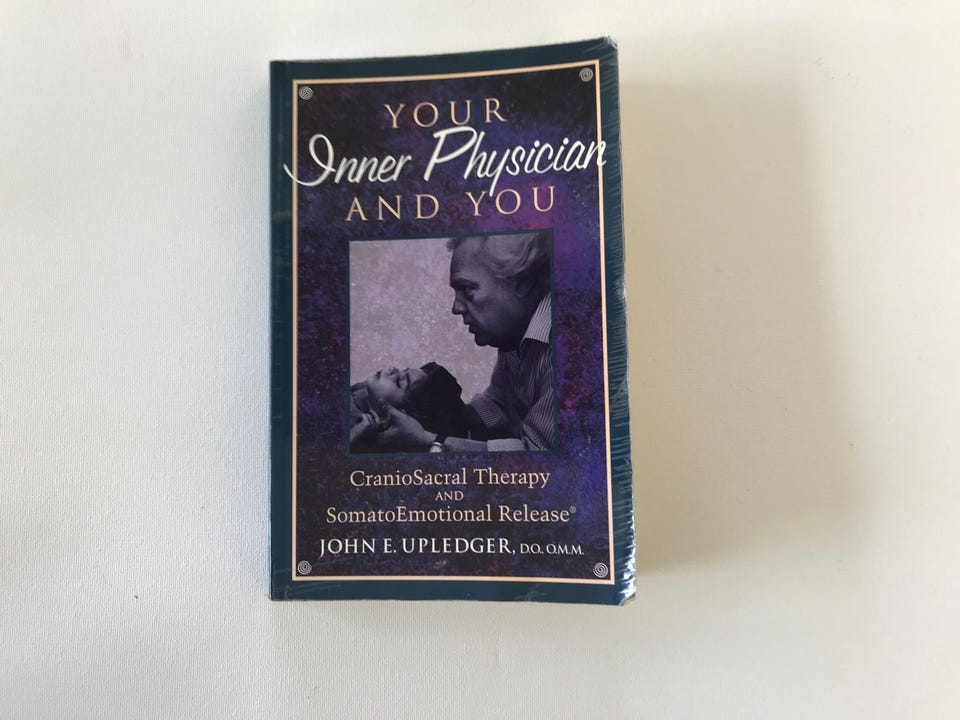 YOUR
Inner Physician
AND YOU
CranioSacral Therapy
AND
SomatoEmotional Release®
JOHN E. UPLEDGER, D.O., O.M.M.